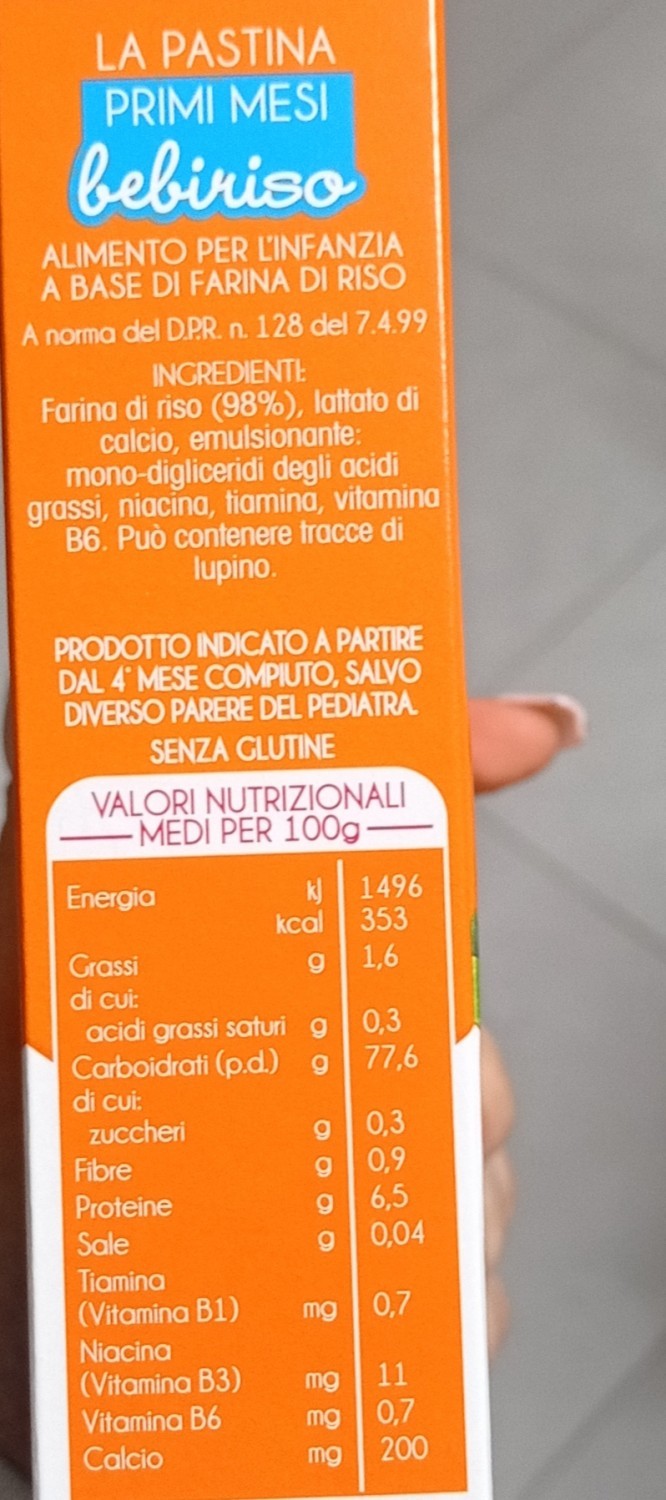 LA PASTINA
PRIMI MESI
bebiriso
ALIMENTO PER L'INFANZIA
A BASE DI FARINA DI RISO
A norma del D.P.R. n. 128 del 7.4.99
INGREDIENTI:
Farina di riso (98%), lattato di
calcio, emulsionante:
mono-digliceridi degli acidi
grassi, niacina, tiamina, vitamina
B6. Può contenere tracce di
lupino.
PRODOTTO INDICATO A PARTIRE
DAL 4° MESE COMPIUTO, SALVO
DIVERSO PARERE DEL PEDIATRA.
SENZA GLUTINE
VALORI NUTRIZIONALI
MEDI PER 100g
Energia kJ 1496
kcal 353
Grassi g 1,6
di cui:
acidi grassi saturi g 0,3
Carboidrati (p.d.) g 77,6
di cui:
zuccheri g 0,3
Fibre g 0,9
Proteine g 6,5
Sale g 0,04
Tiamina
(Vitamina B1) mg 0,7
Niacina
(Vitamina B3) mg 11
Vitamina B6 mg 0,7
Calcio mg 200